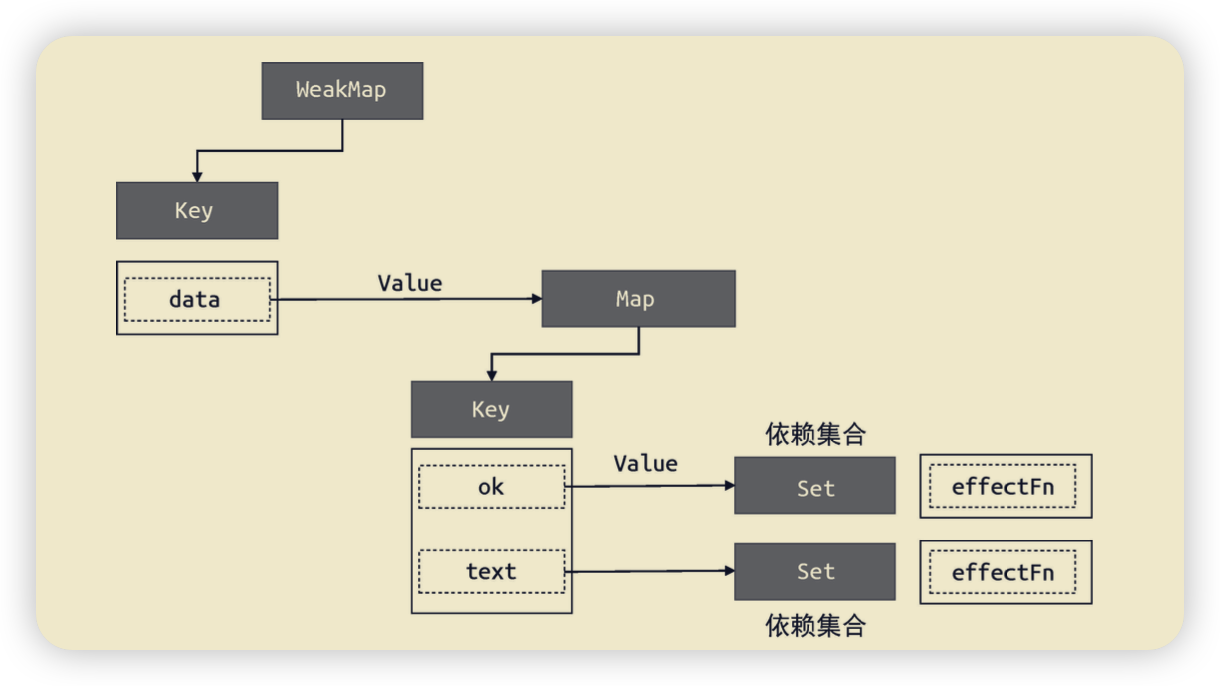 WeakMap
Key
data
Value
Map
Key
依赖集合
ok
Value
Set
effectFn
text
Set
effectFn
依赖集合